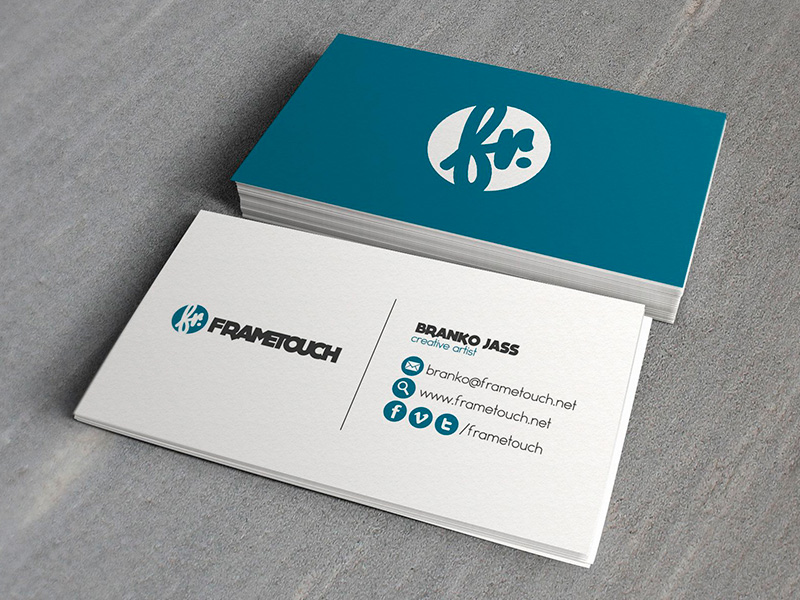 fr.
fr. FRAMETOUCH
BRANKO JASS
creative artist
branko@frametouch.net
www.frametouch.net
/frametouch